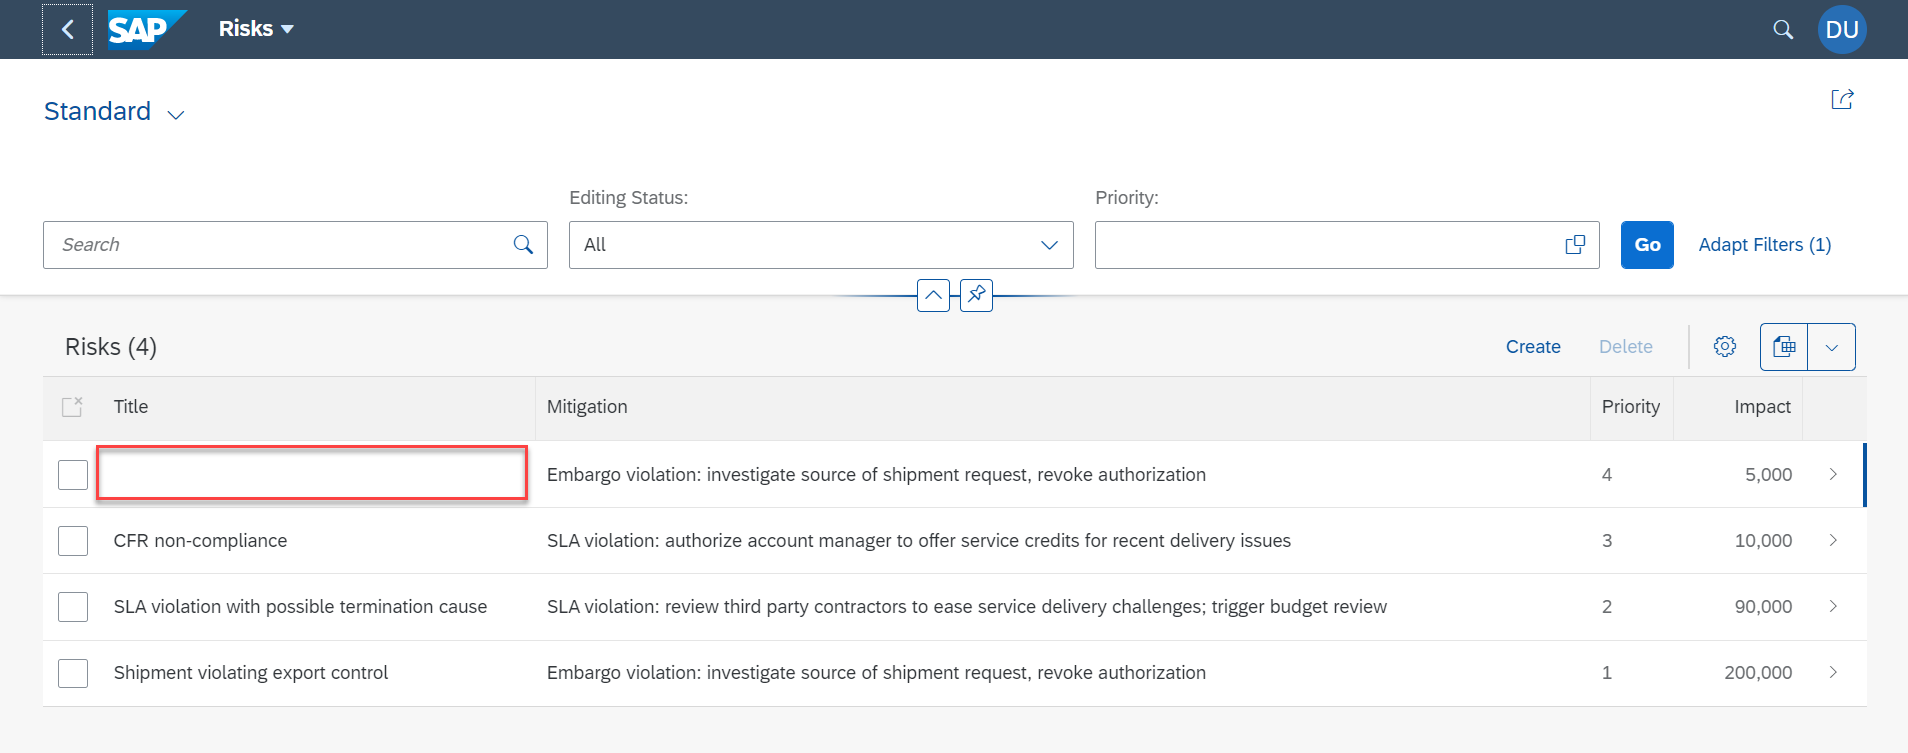 SAP Risks DU
Standard
Editing Status: Priority:
Search All Go Adapt Filters (1)
Risks (4) Create Delete
Title Mitigation Priority Impact
Embargo violation: investigate source of shipment request, revoke authorization 4 5,000
CFR non-compliance SLA violation: authorize account manager to offer service credits for recent delivery issues 3 10,000
SLA violation with possible termination cause SLA violation: review third party contractors to ease service delivery challenges; trigger budget review 2 90,000
Shipment violating export control Embargo violation: investigate source of shipment request, revoke authorization 1 200,000